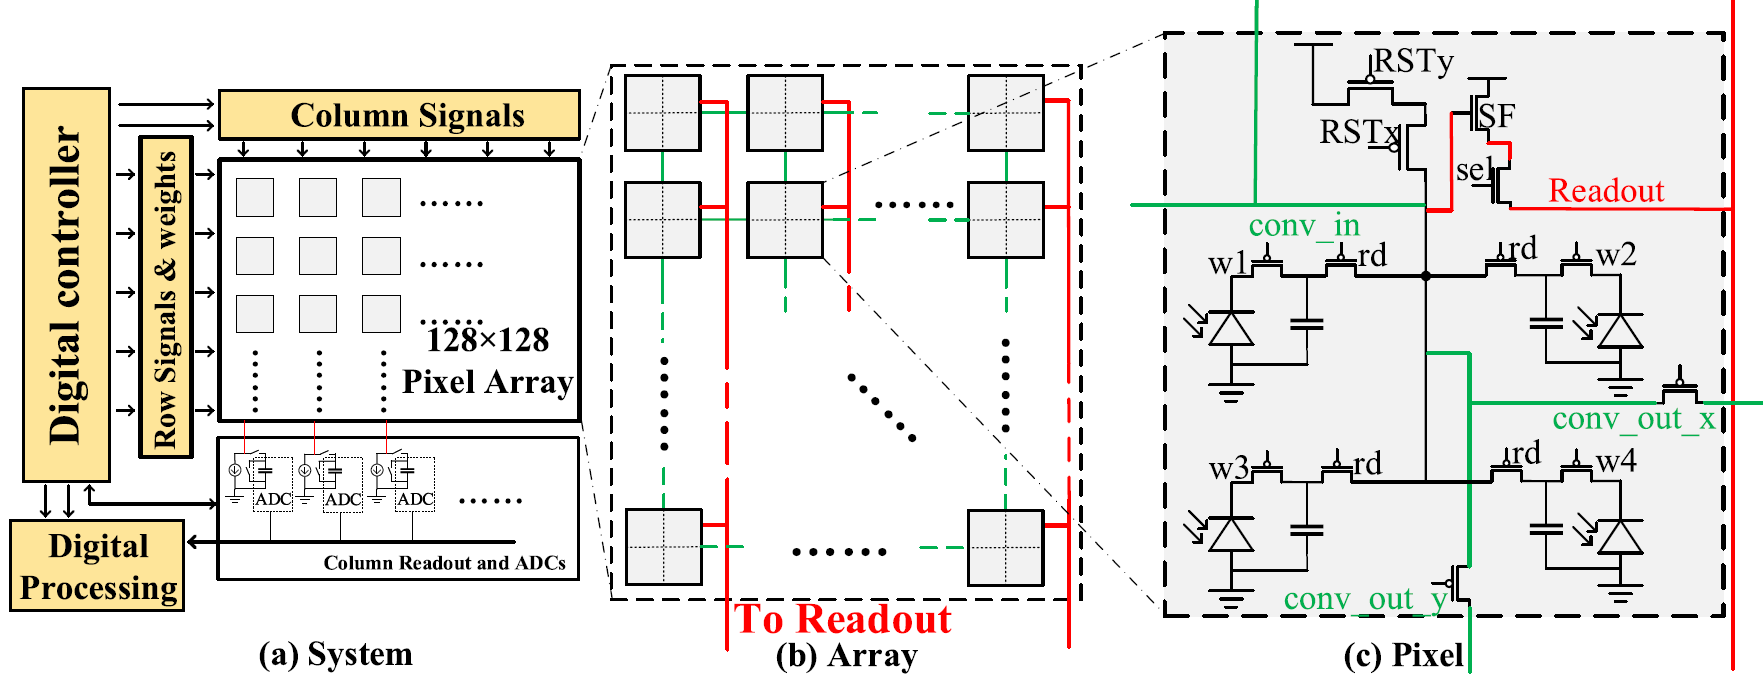 Digital controller
Row Signals & weights
Column Signals
128×128
Pixel Array
ADC
ADC
ADC
Column Readout and ADCs
Digital
Processing
(a) System
To Readout
(b) Array
RSTy
RSTx
SF
sel
Readout
conv_in
w1
rd
rd
w2
conv_out_x
w3
rd
rd
w4
conv_out_y
(c) Pixel